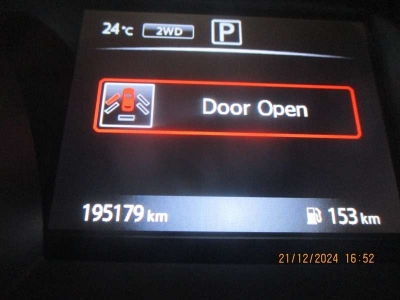 24°C 2WD P
Door Open
195179 km 153 km
21/12/2024 16:52